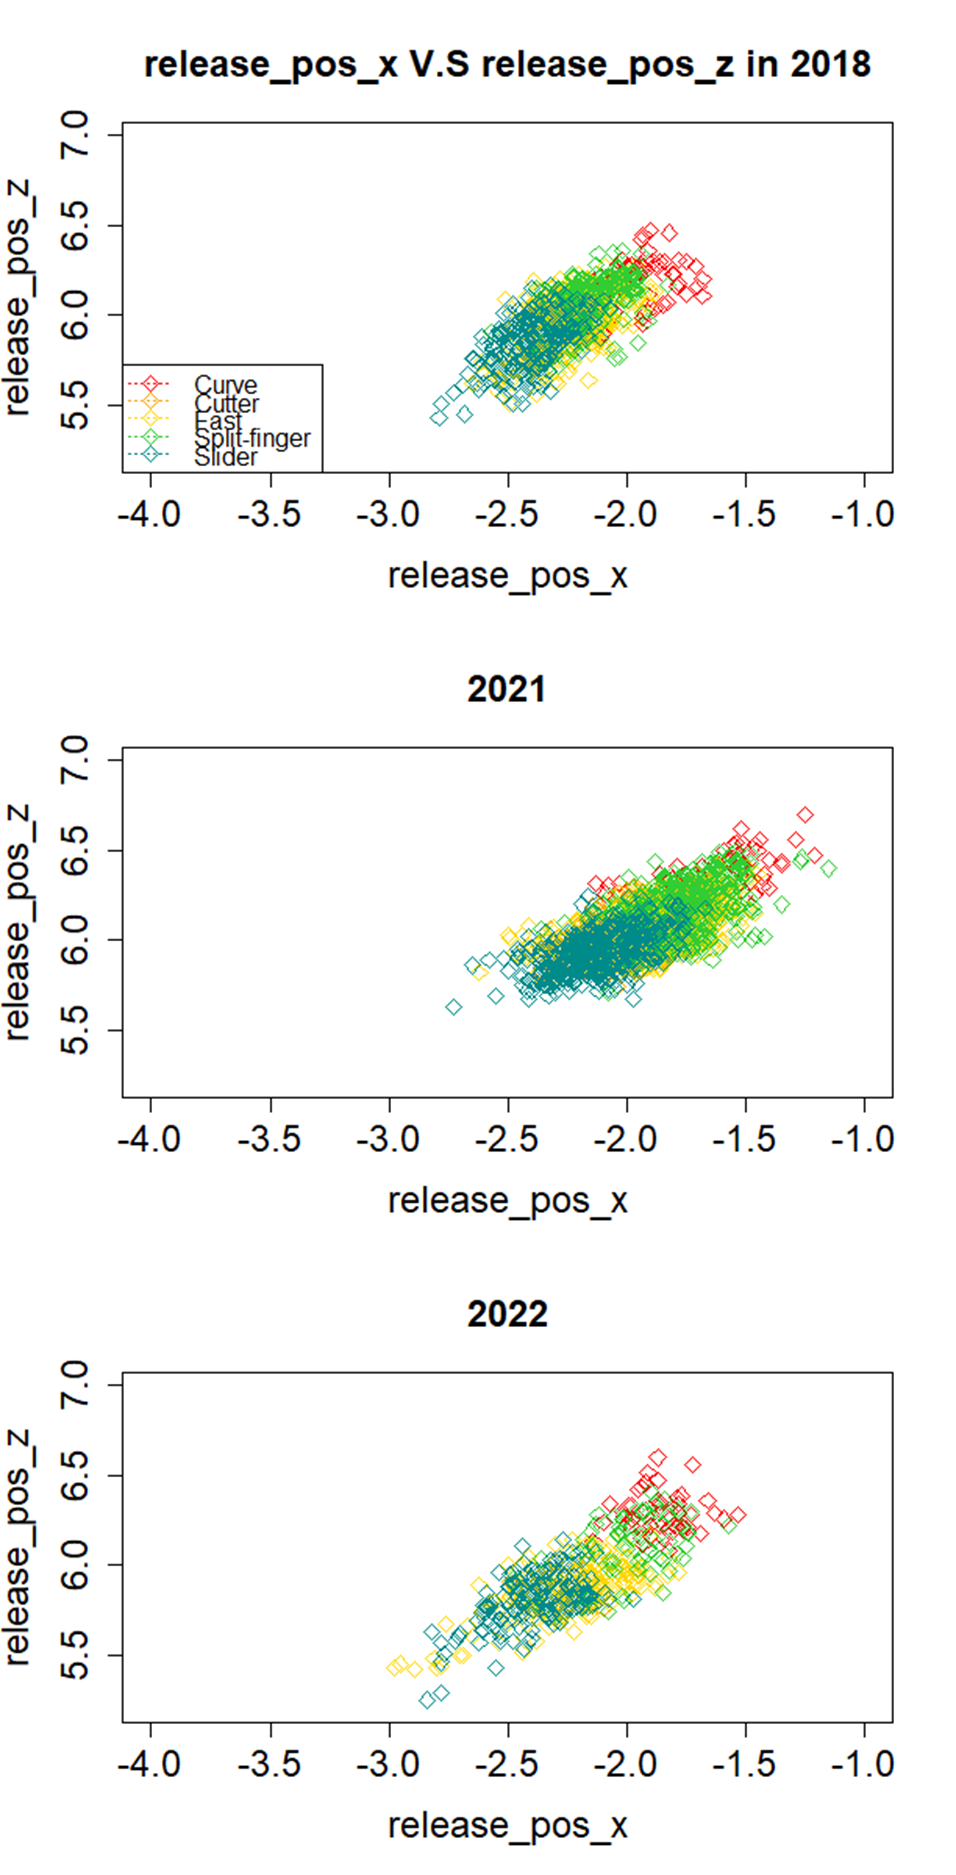 release_pos_x V.S release_pos_z in 2018
7.0
6.5
6.0
5.5
release_pos_z
Curve
Cutter
Fast
Split-finger
Slider
-4.0 -3.5 -3.0 -2.5 -2.0 -1.5 -1.0
release_pos_x
2021
7.0
6.5
6.0
5.5
release_pos_z
-4.0 -3.5 -3.0 -2.5 -2.0 -1.5 -1.0
release_pos_x
2022
7.0
6.5
6.0
5.5
release_pos_z
-4.0 -3.5 -3.0 -2.5 -2.0 -1.5 -1.0
release_pos_x